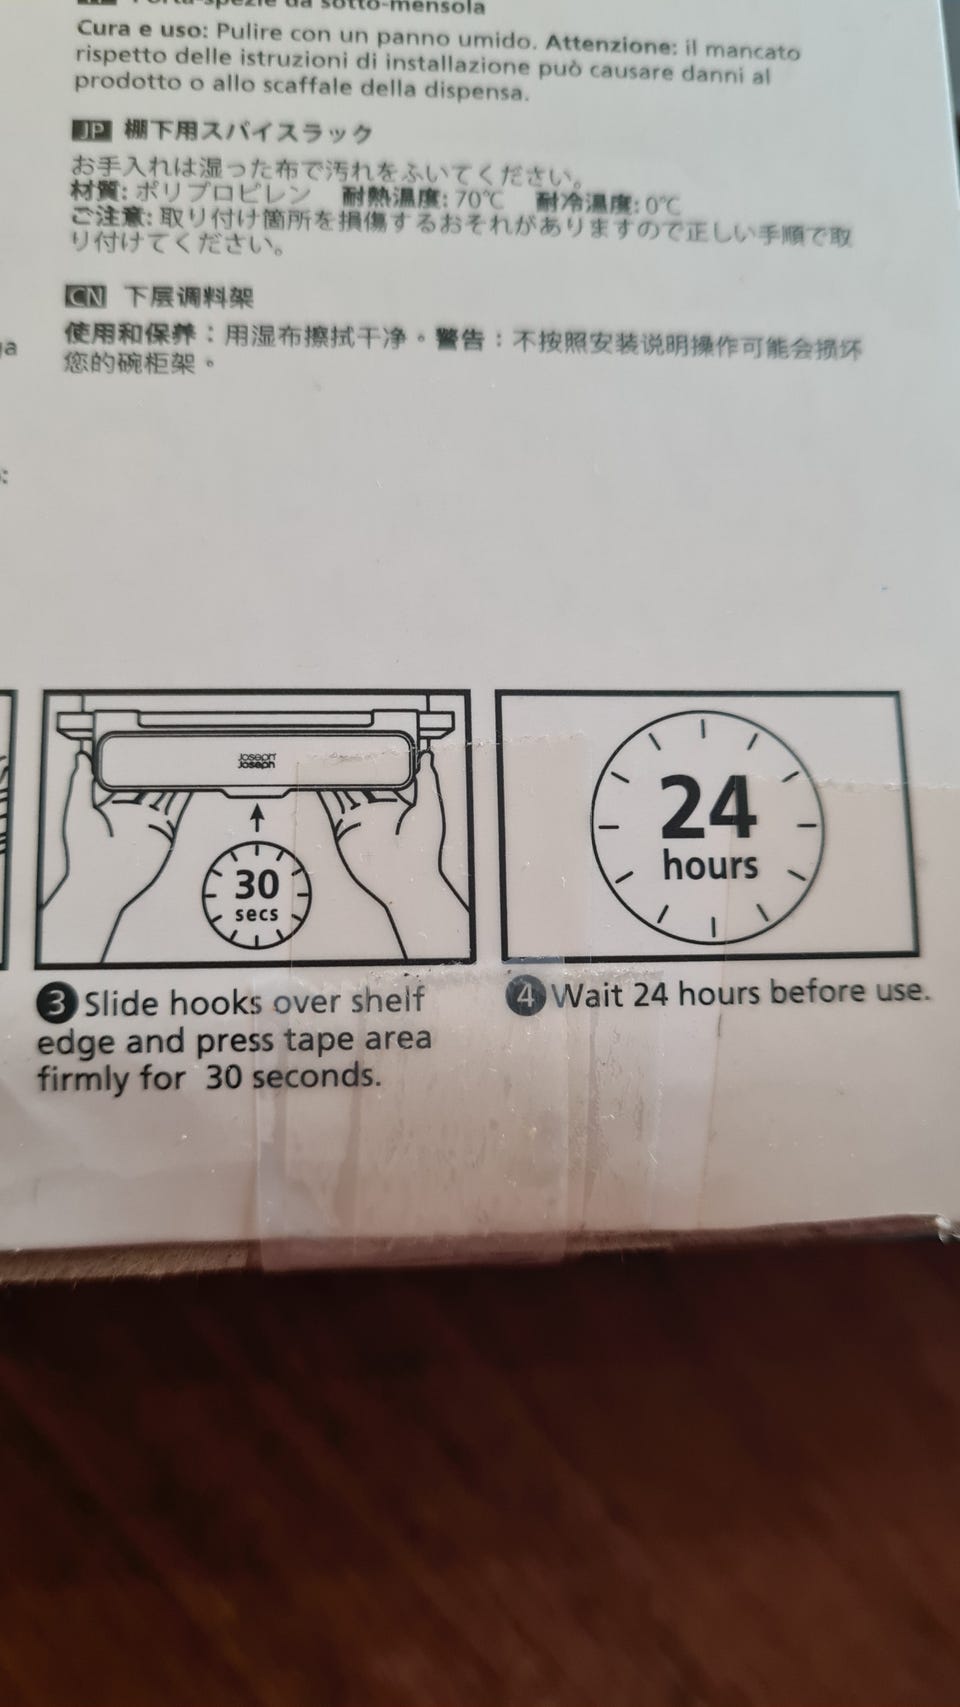 Porta-spezie da sotto-mensola
Cura e uso: Pulire con un panno umido. Attenzione: il mancato
rispetto delle istruzioni di installazione può causare danni al
prodotto o allo scaffale della dispensa.
JP 棚下用スパイスラック
お手入れは湿った布で汚れをふいてください。
材質: ポリプロピレン 耐熱温度: 70℃ 耐冷温度: 0℃
ご注意: 取り付け箇所を損傷するおそれがありますので正しい手順で取
り付けてください。
CN 下层调料架
使用和保养：用湿布擦拭干净。警告：不按照安装说明操作可能会损坏
您的碗柜架。
Joseph
Joseph
30
secs
24
hours
3 Slide hooks over shelf
edge and press tape area
firmly for 30 seconds.
4 Wait 24 hours before use.